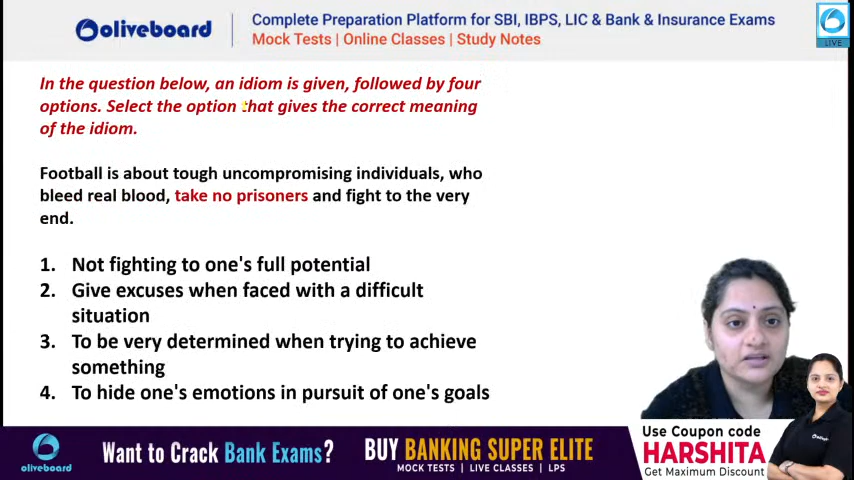 oliveboard
Complete Preparation Platform for SBI, IBPS, LIC & Bank & Insurance Exams
Mock Tests | Online Classes | Study Notes
LIVE
In the question below, an idiom is given, followed by four
options. Select the option that gives the correct meaning
of the idiom.
Football is about tough uncompromising individuals, who
bleed real blood, take no prisoners and fight to the very
end.
1. Not fighting to one's full potential
2. Give excuses when faced with a difficult
situation
3. To be very determined when trying to achieve
something
4. To hide one's emotions in pursuit of one's goals
oliveboard
Want to Crack Bank Exams?
BUY BANKING SUPER ELITE
MOCK TESTS | LIVE CLASSES | LPS
Use Coupon code
HARSHITA
Get Maximum Discount